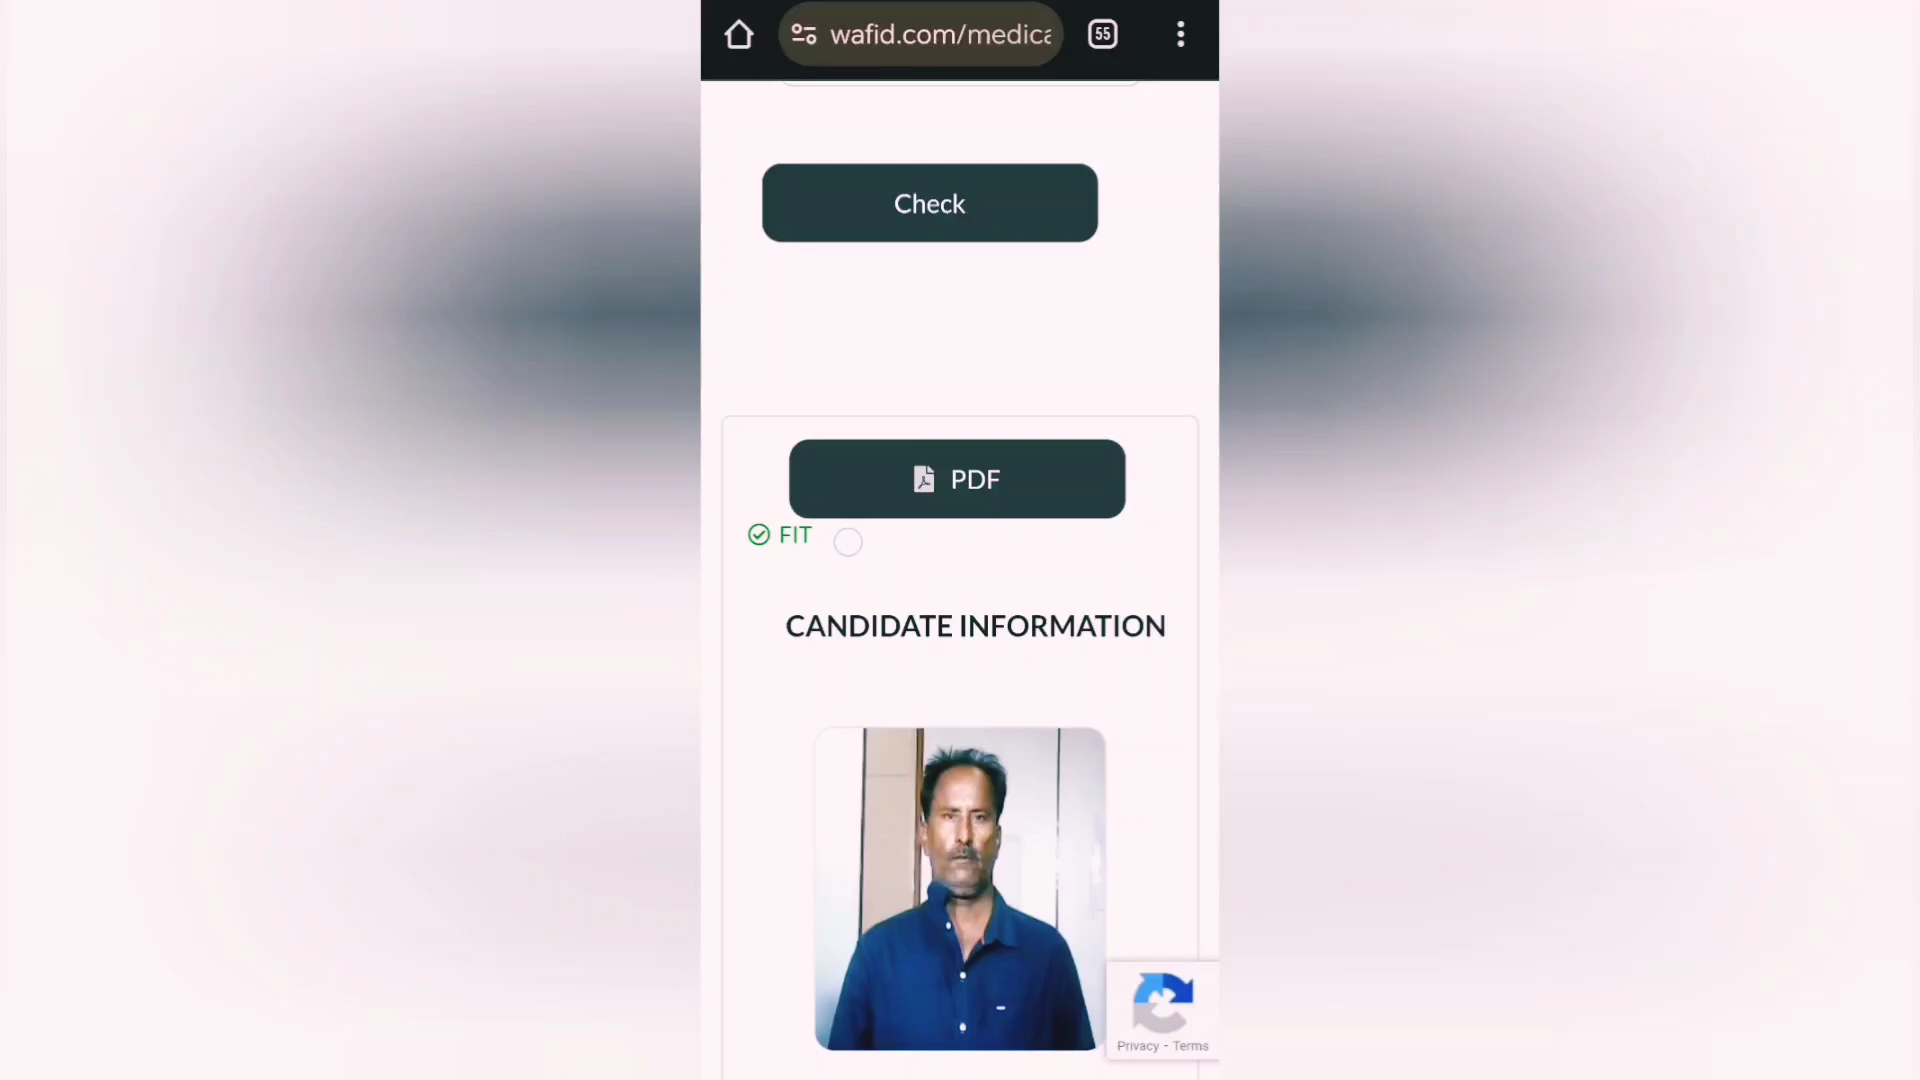 wafid.com/medica
55
Check
PDF
FIT
CANDIDATE INFORMATION
Privacy - Terms